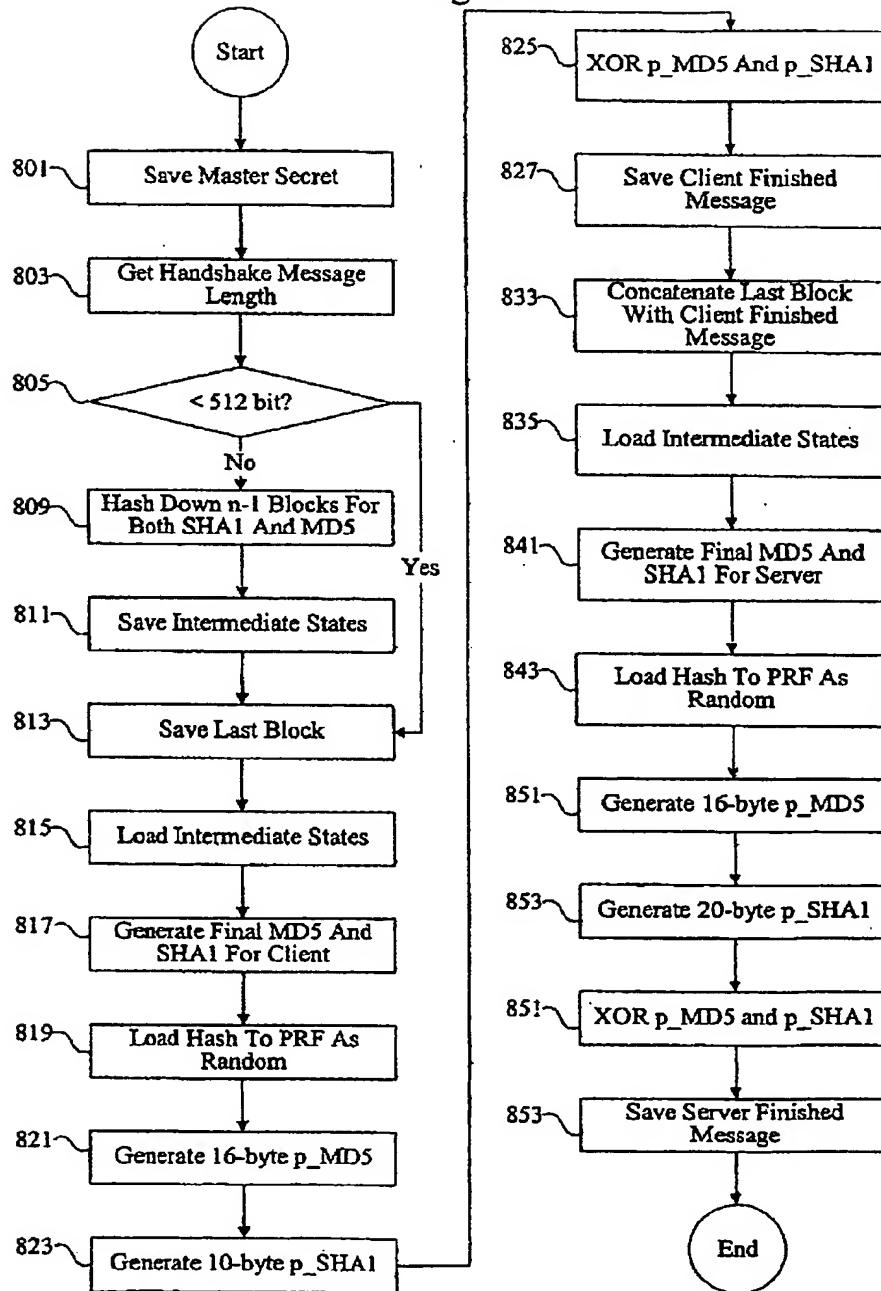 Start
801
Save Master Secret
803
Get Handshake Message
Length
805
< 512 bit?
No
Yes
809
Hash Down n-1 Blocks For
Both SHA1 And MD5
811
Save Intermediate States
813
Save Last Block
815
Load Intermediate States
817
Generate Final MD5 And
SHA1 For Client
819
Load Hash To PRF As
Random
821
Generate 16-byte p_MD5
823
Generate 10-byte p_SHA1
825
XOR p_MD5 And p_SHA1
827
Save Client Finished
Message
833
Concatenate Last Block
With Client Finished
Message
835
Load Intermediate States
841
Generate Final MD5 And
SHA1 For Server
843
Load Hash To PRF As
Random
851
Generate 16-byte p_MD5
853
Generate 20-byte p_SHA1
851
XOR p_MD5 and p_SHA1
853
Save Server Finished
Message
End